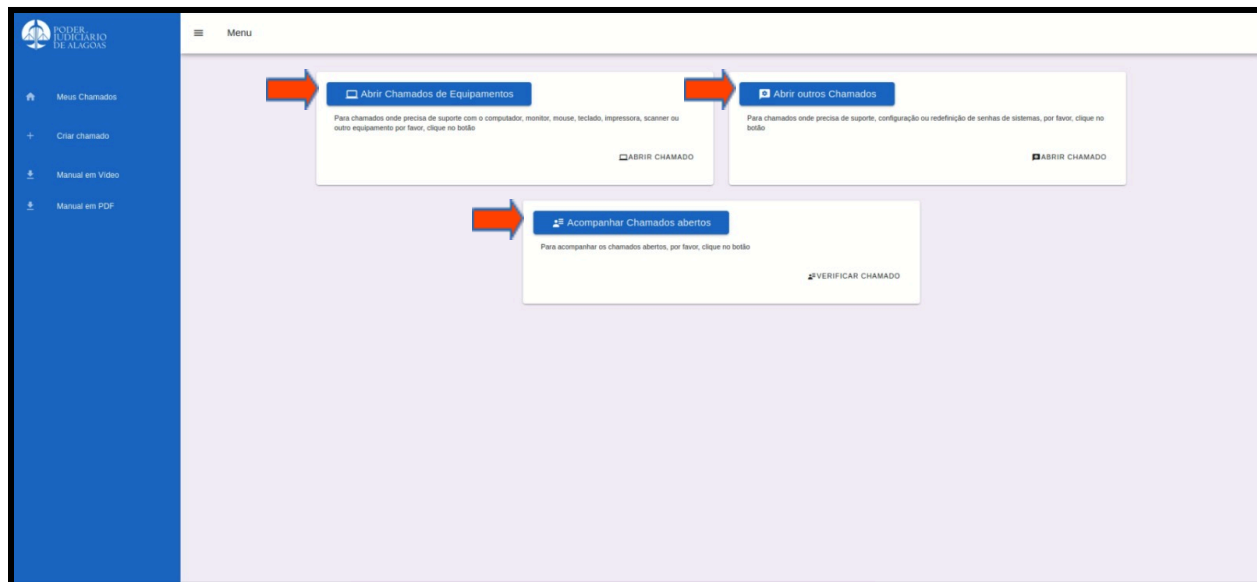 PODER
JUDICIÁRIO
DE ALAGOAS
Menu
Meus Chamados
Criar chamado
Manual em Vídeo
Manual em PDF
Abrir Chamados de Equipamentos
Para chamados onde precisa de suporte com o computador, monitor, mouse, teclado, impressora, scanner ou
outro equipamento por favor, clique no botão
ABRIR CHAMADO
Abrir outros Chamados
Para chamados onde precisa de suporte, configuração ou redefinição de senhas de sistemas, por favor, clique no
botão
ABRIR CHAMADO
Acompanhar Chamados abertos
Para acompanhar os chamados abertos, por favor, clique no botão
VERIFICAR CHAMADO